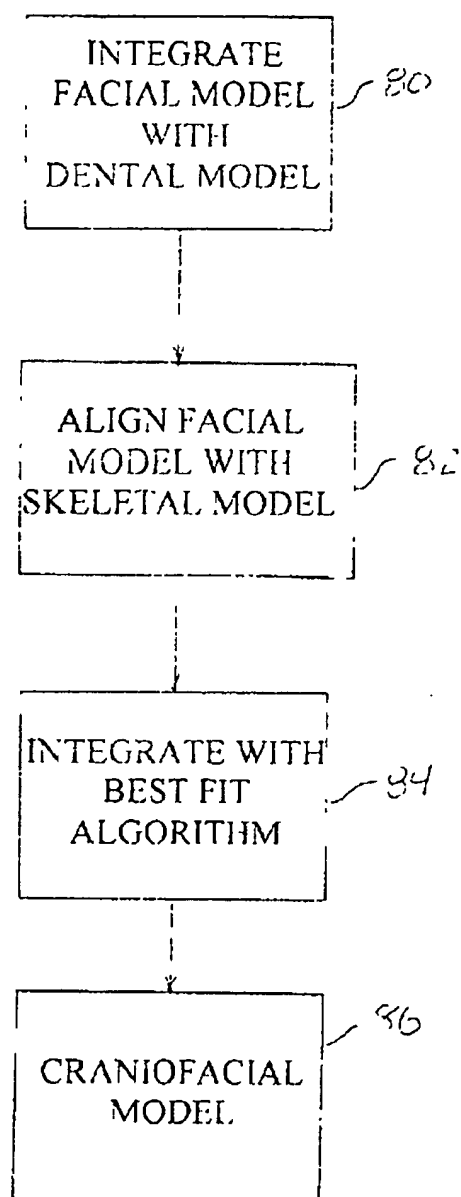 INTEGRATE
FACIAL MODEL
WITH
DENTAL MODEL
80
ALIGN FACIAL
MODEL WITH
SKELETAL MODEL
82
INTEGRATE WITH
BEST FIT
ALGORITHM
84
CRANIOFACIAL
MODEL
86